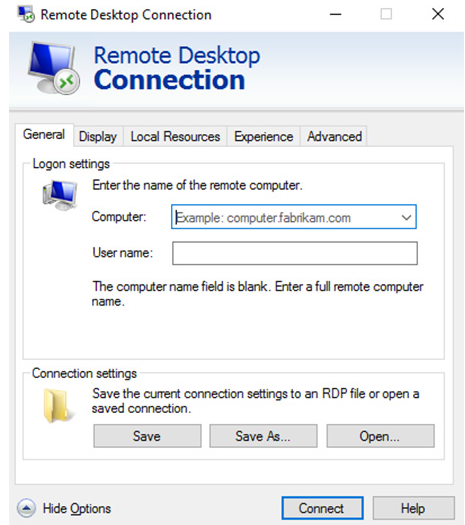 Remote Desktop Connection
Remote Desktop
Connection
General Display Local Resources Experience Advanced
Logon settings
Enter the name of the remote computer.
Computer: Example: computer.fabrikam.com
User name:
The computer name field is blank. Enter a full remote computer
name.
Connection settings
Save the current connection settings to an RDP file or open a
saved connection.
Save Save As... Open...
Hide Options Connect Help